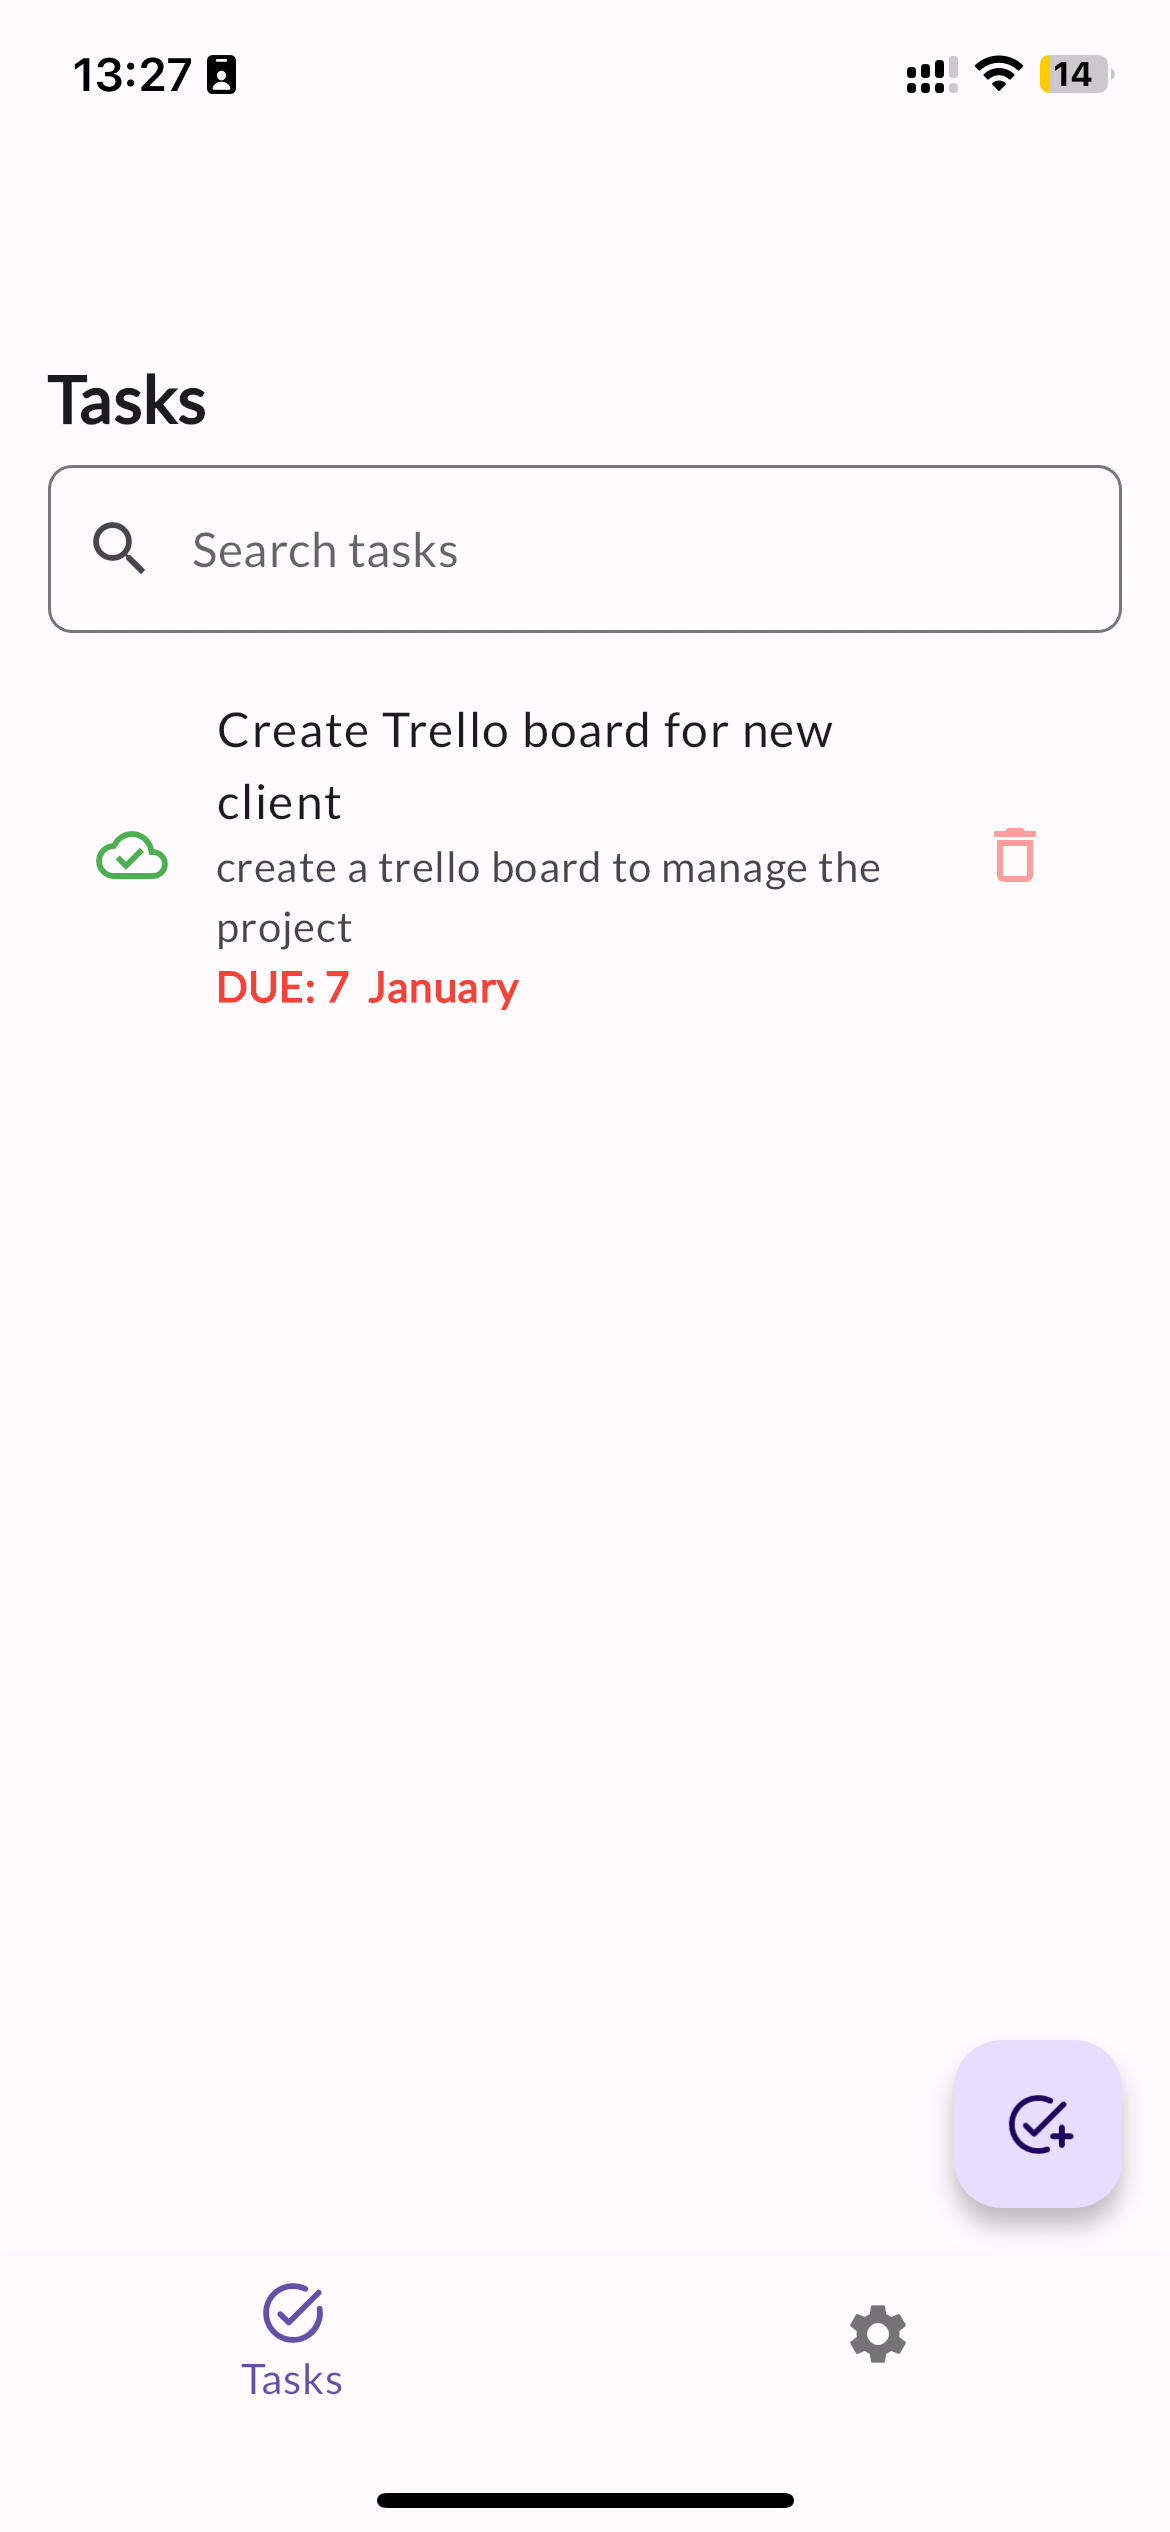 13:27
14
Tasks
Search tasks
Create Trello board for new
client
create a trello board to manage the
project
DUE: 7 January
Tasks